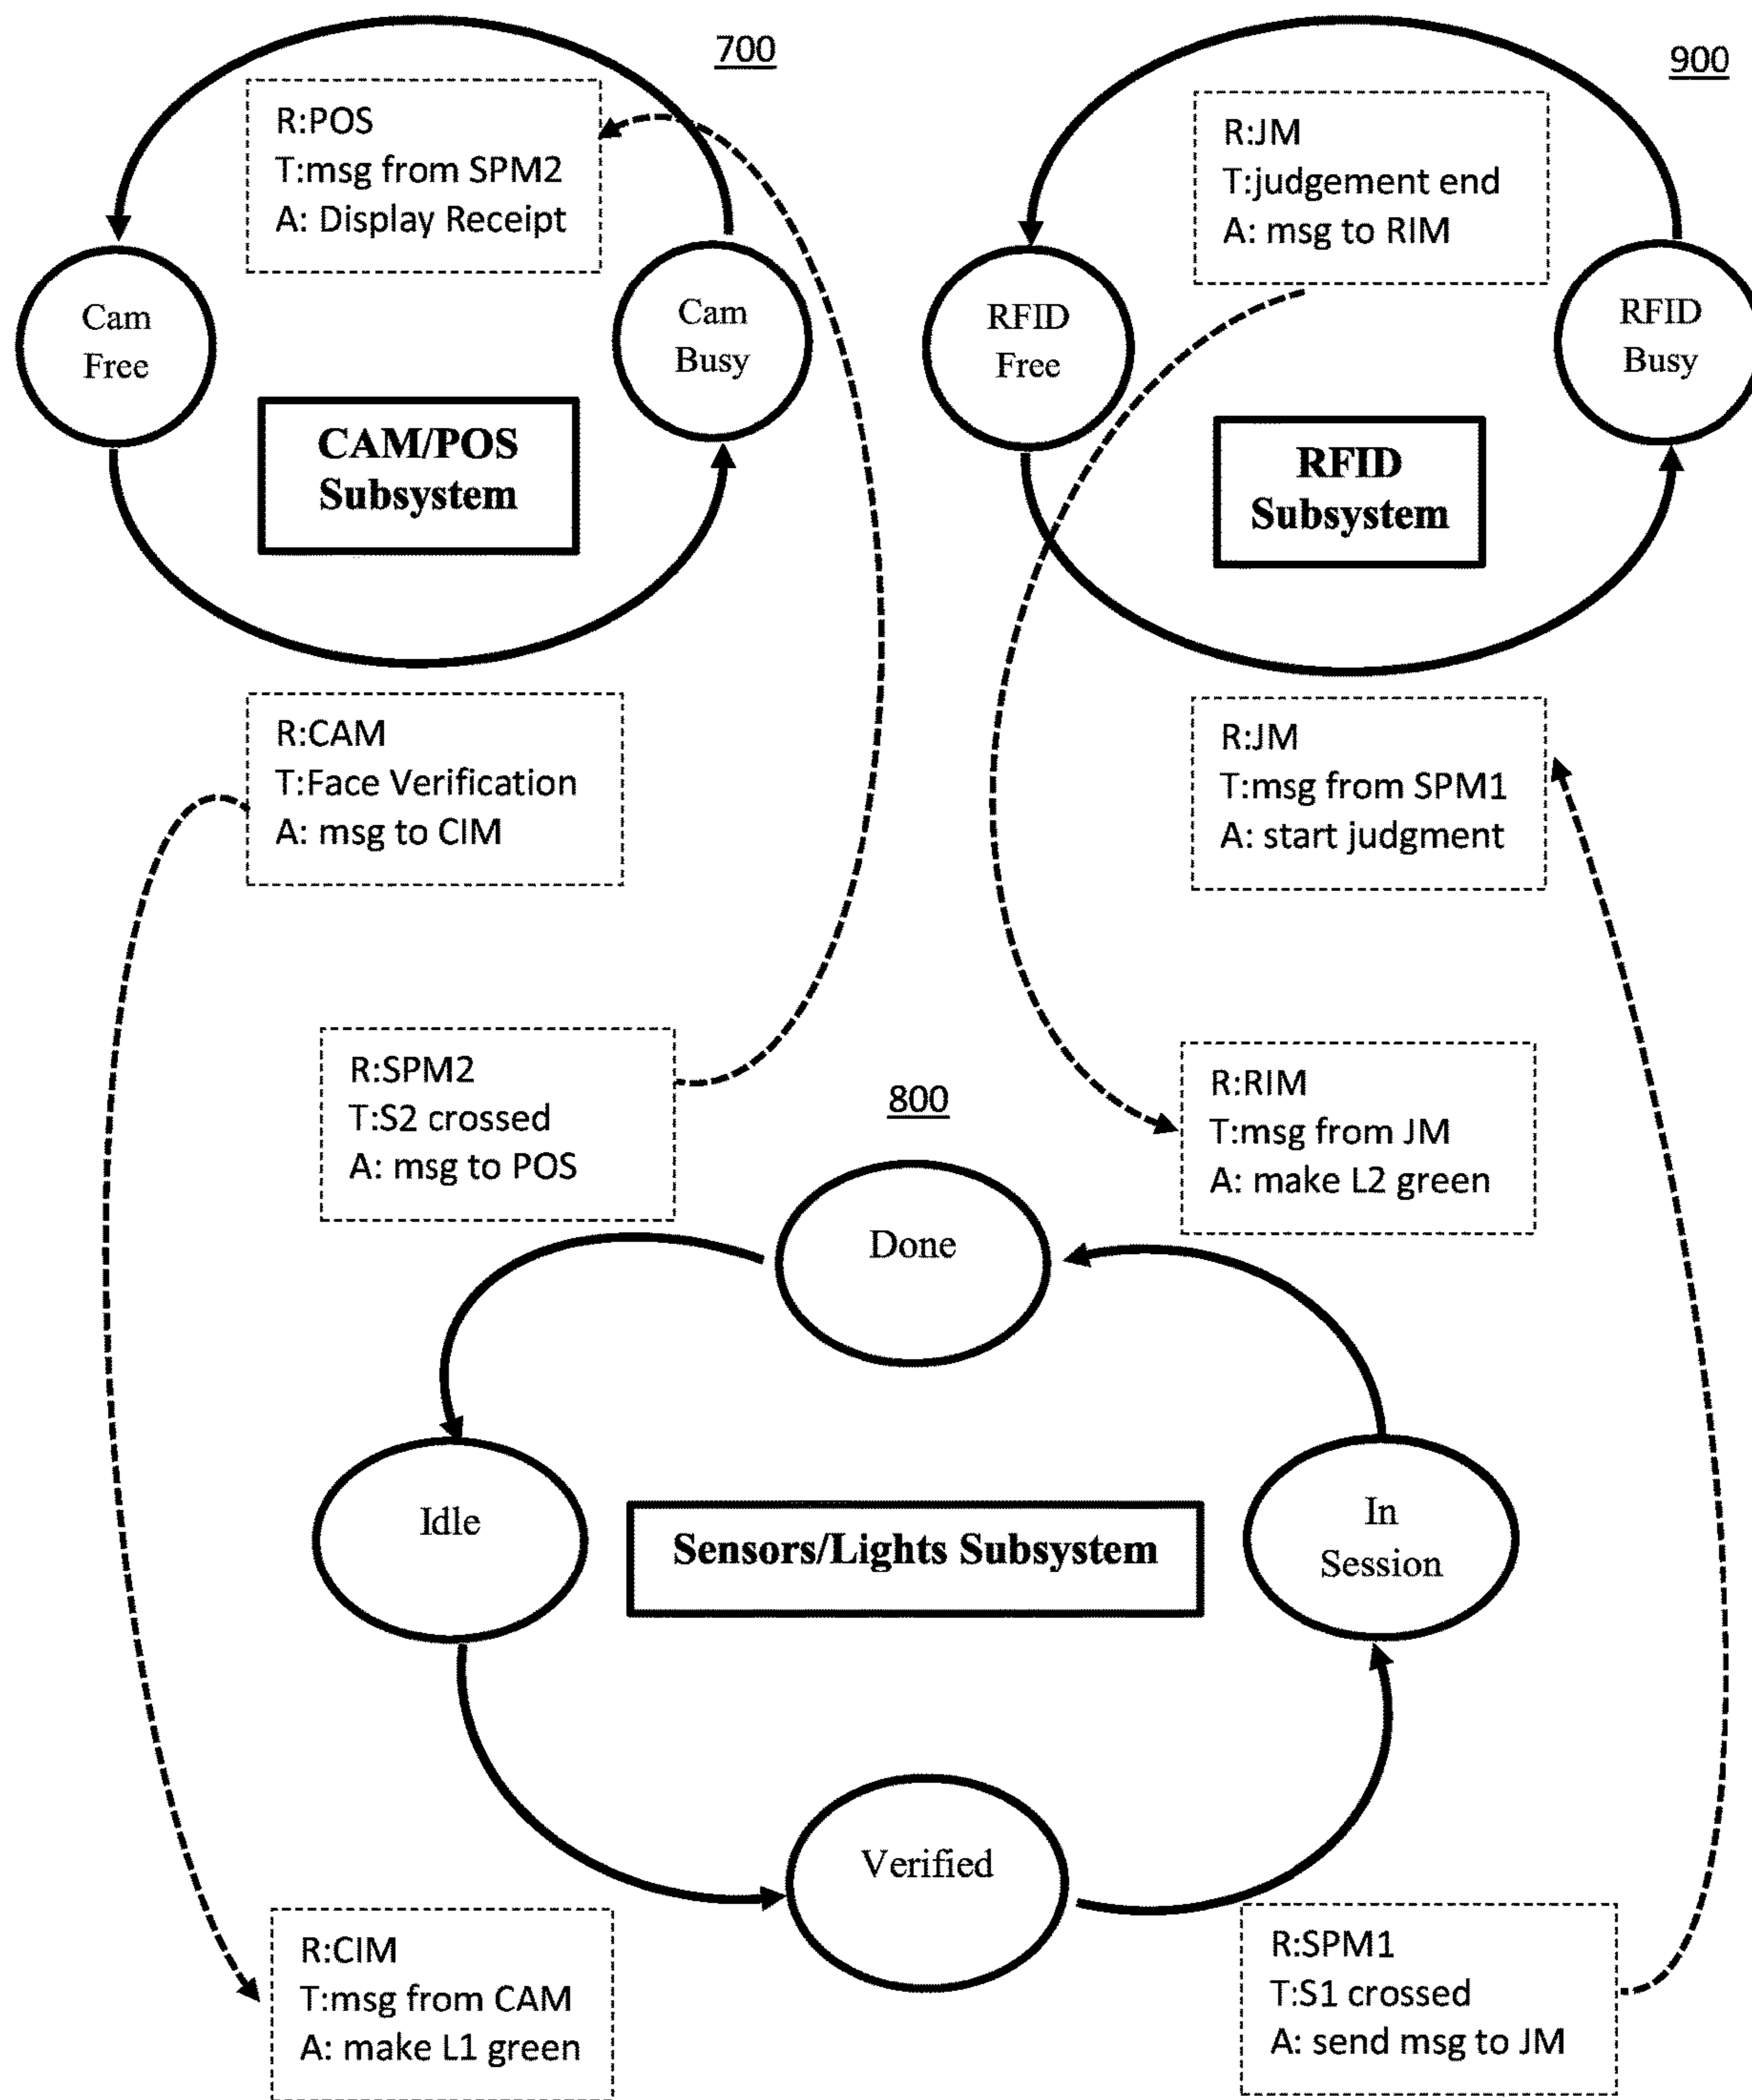 700
900
R:POS
T:msg from SPM2
A: Display Receipt
R:JM
T:judgement end
A: msg to RIM
Cam
Free
Cam
Busy
RFID
Free
RFID
Busy
CAM/POS
Subsystem
RFID
Subsystem
R:CAM
T:Face Verification
A: msg to CIM
R:JM
T:msg from SPM1
A: start judgment
R:SPM2
T:S2 crossed
A: msg to POS
800
R:RIM
T:msg from JM
A: make L2 green
Done
Idle
Sensors/Lights Subsystem
In
Session
Verified
R:CIM
T:msg from CAM
A: make L1 green
R:SPM1
T:S1 crossed
A: send msg to JM